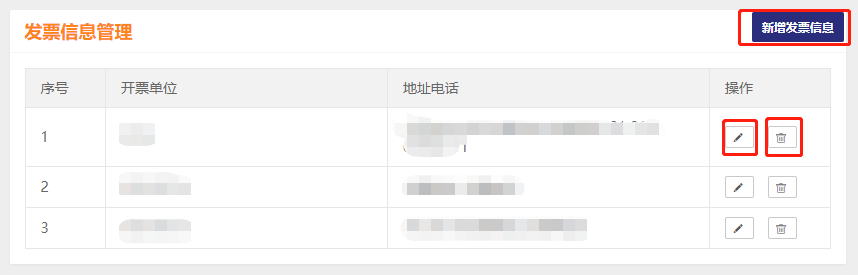 发票信息管理
新增发票信息
序号 开票单位 地址电话 操作
1
2
3